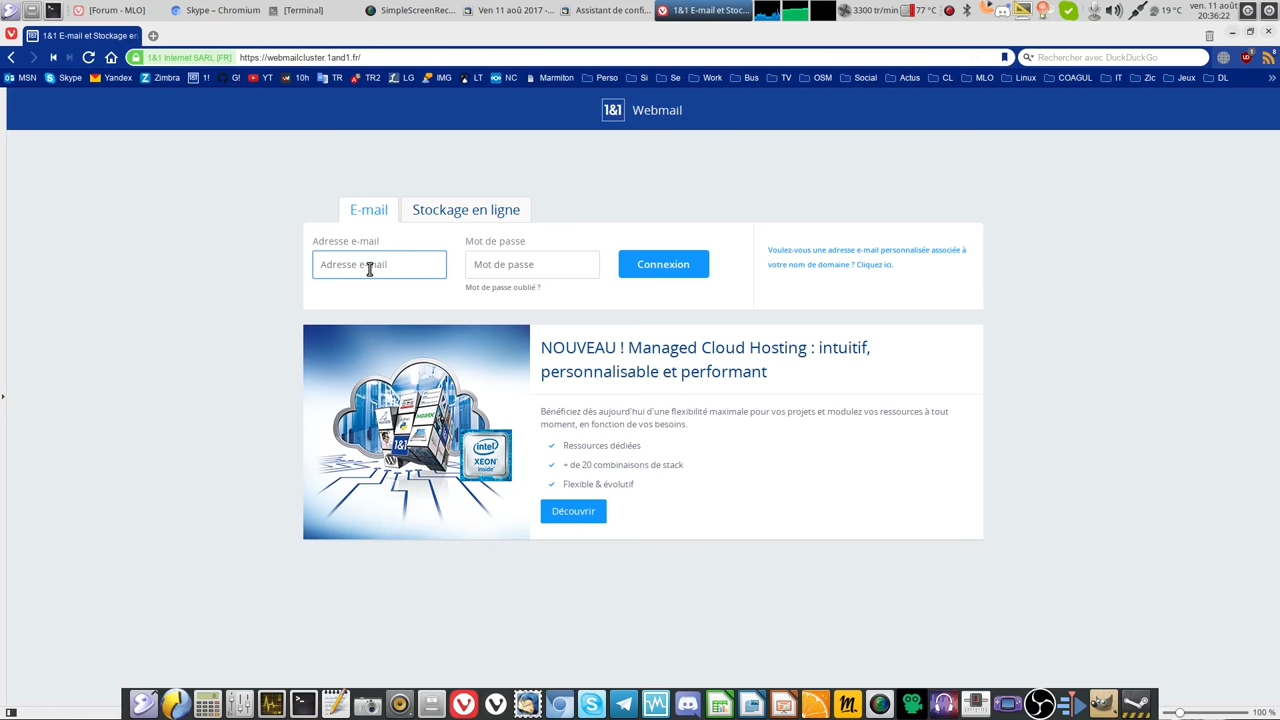 [Forum - MLO]
Skype – Chromium
[Terminal]
SimpleScreenRec...
Ven 11 aoû 2017 -...
Assistant de confi...
1&1 E-mail et Stoc...
3300 tr/min
77 °C
19 °C
ven. 11 août
20:36:22
1&1 E-mail et Stockage en
1&1 Internet SARL [FR]
https://webmailcluster.1and1.fr/
Rechercher avec DuckDuckGo
MSN
Skype
Yandex
Zimbra
1!
G!
YT
10h
TR
TR2
LG
IMG
LT
NC
Marmiton
Perso
Si
Se
Work
Bus
TV
OSM
Social
Actus
CL
MLO
Linux
COAGUL
IT
Zic
Jeux
DL
1&1 Webmail
E-mail
Stockage en ligne
Adresse e-mail
Mot de passe
Adresse e-mail
Mot de passe
Connexion
Mot de passe oublié ?
Voulez-vous une adresse e-mail personnalisée associée à
votre nom de domaine ? Cliquez ici.
NOUVEAU ! Managed Cloud Hosting : intuitif,
personnalisable et performant
Bénéficiez dès aujourd'hui d'une flexibilité maximale pour vos projets et modulez vos ressources à tout
moment, en fonction de vos besoins.
Ressources dédiées
+ de 20 combinaisons de stack
Flexible & évolutif
Découvrir
NGINX
1&1
intel
XEON
inside
100 %